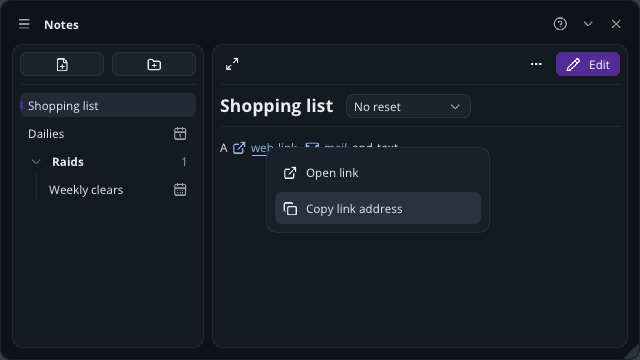 Notes
Edit
Shopping list
Shopping list
No reset
Dailies
A web link mail and text
Raids 1
Open link
Weekly clears
Copy link address